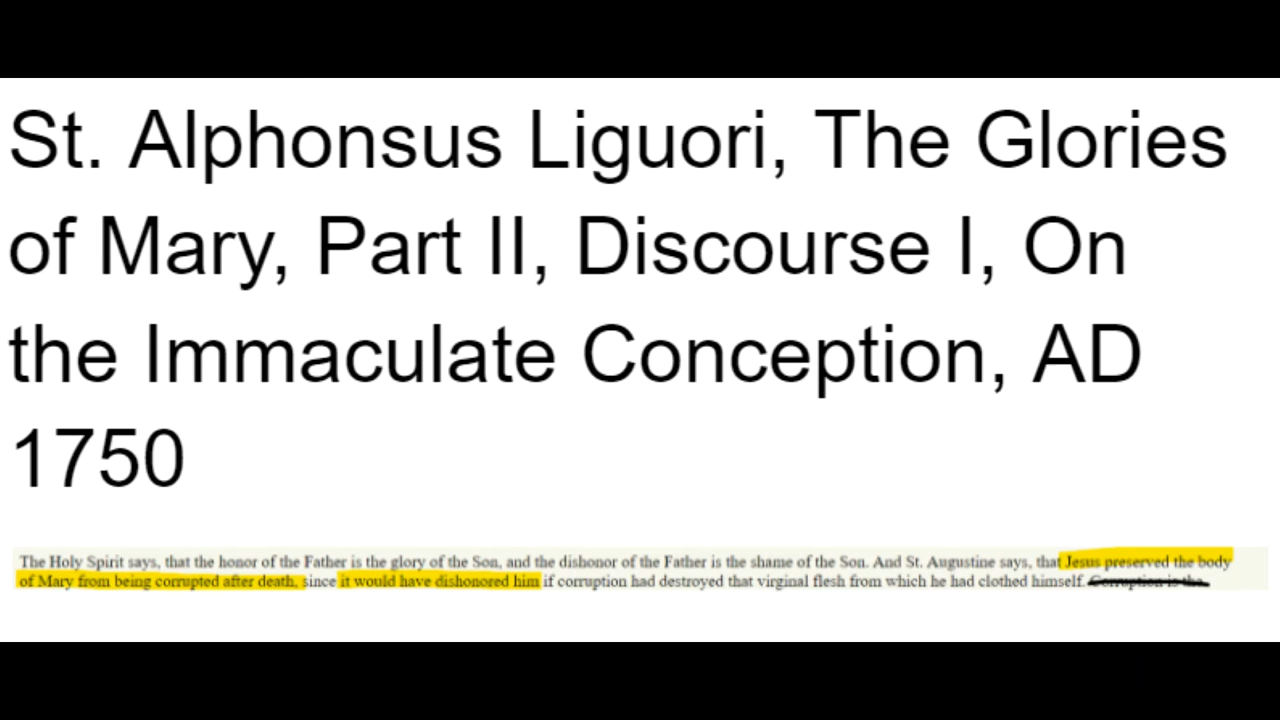 St. Alphonsus Liguori, The Glories
of Mary, Part II, Discourse I, On
the Immaculate Conception, AD
1750
The Holy Spirit says, that the honor of the Father is the glory of the Son, and the dishonor of the Father is the shame of the Son. And St. Augustine says, that Jesus preserved the body
of Mary from being corrupted after death, since it would have dishonored him if corruption had destroyed that virginal flesh from which he had clothed himself. Corruption is the